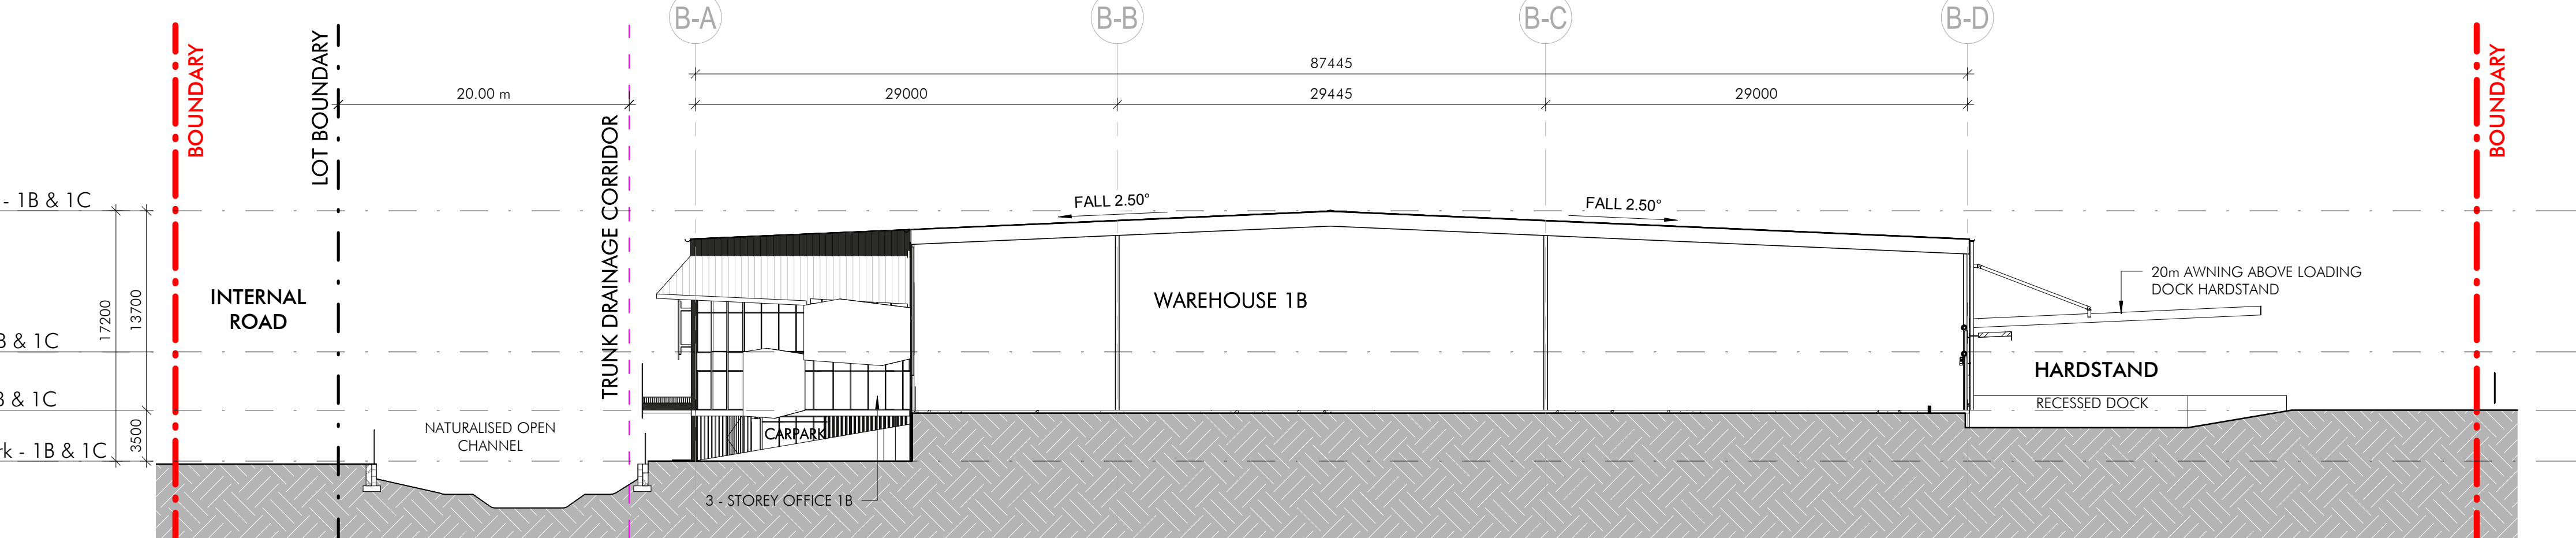 B-A
B-B
B-C
B-D
BOUNDARY
LOT BOUNDARY
TRUNK DRAINAGE CORRIDOR
BOUNDARY
87445
20.00 m
29000
29445
29000
- 1B & 1C
FALL 2.50°
FALL 2.50°
17200
13700
3500
INTERNAL
ROAD
WAREHOUSE 1B
20m AWNING ABOVE LOADING
DOCK HARDSTAND
B & 1C
HARDSTAND
B & 1C
RECESSED DOCK
NATURALISED OPEN
CHANNEL
CARPARK
rk - 1B & 1C
3 - STOREY OFFICE 1B